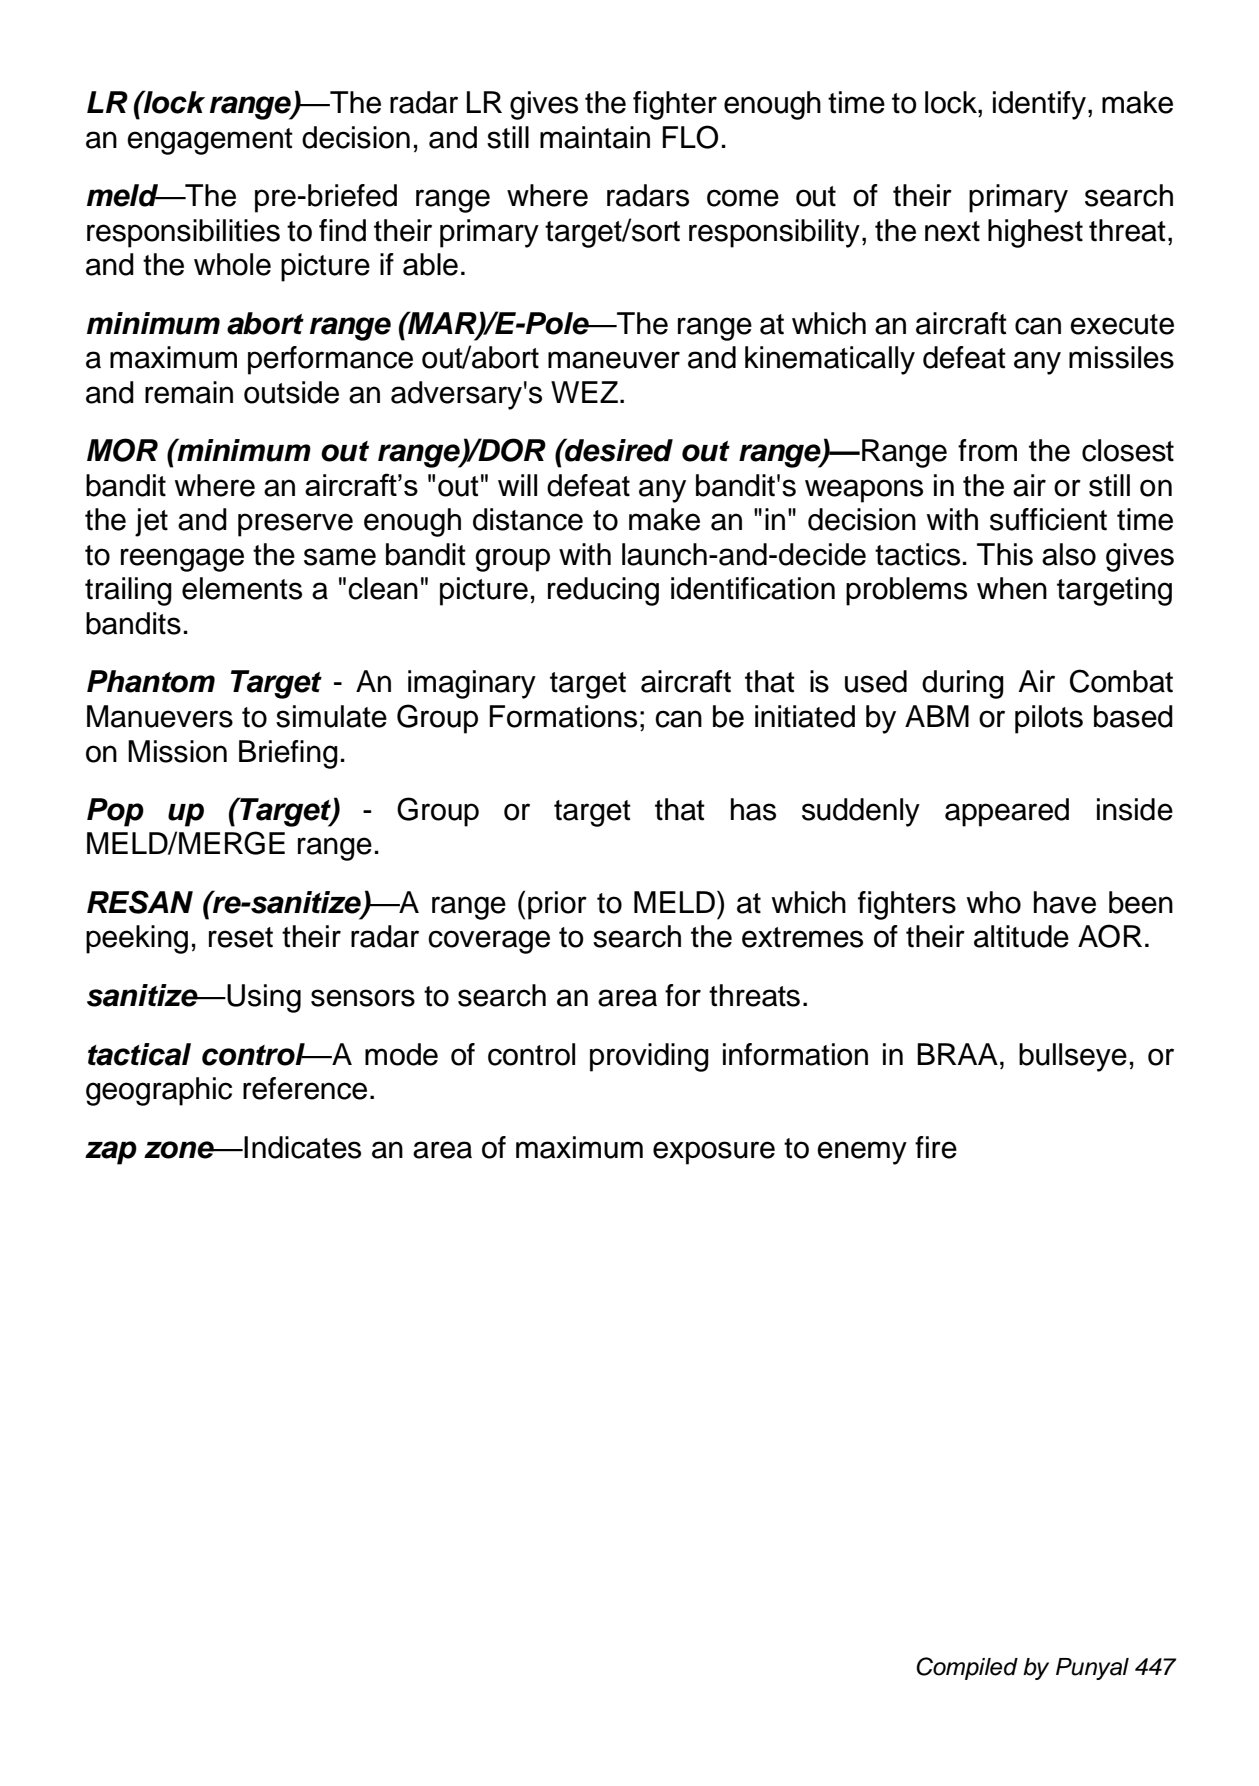 LR (lock range)—The radar LR gives the fighter enough time to lock, identify, make
an engagement decision, and still maintain FLO.
meld—The pre-briefed range where radars come out of their primary search
responsibilities to find their primary target/sort responsibility, the next highest threat,
and the whole picture if able.
minimum abort range (MAR)/E-Pole—The range at which an aircraft can execute
a maximum performance out/abort maneuver and kinematically defeat any missiles
and remain outside an adversary's WEZ.
MOR (minimum out range)/DOR (desired out range)—Range from the closest
bandit where an aircraft’s "out" will defeat any bandit's weapons in the air or still on
the jet and preserve enough distance to make an "in" decision with sufficient time
to reengage the same bandit group with launch-and-decide tactics. This also gives
trailing elements a "clean" picture, reducing identification problems when targeting
bandits.
Phantom Target - An imaginary target aircraft that is used during Air Combat
Manuevers to simulate Group Formations; can be initiated by ABM or pilots based
on Mission Briefing.
Pop up (Target) - Group or target that has suddenly appeared inside
MELD/MERGE range.
RESAN (re-sanitize)—A range (prior to MELD) at which fighters who have been
peeking, reset their radar coverage to search the extremes of their altitude AOR.
sanitize—Using sensors to search an area for threats.
tactical control—A mode of control providing information in BRAA, bullseye, or
geographic reference.
zap zone—Indicates an area of maximum exposure to enemy fire
Compiled by Punyal 447